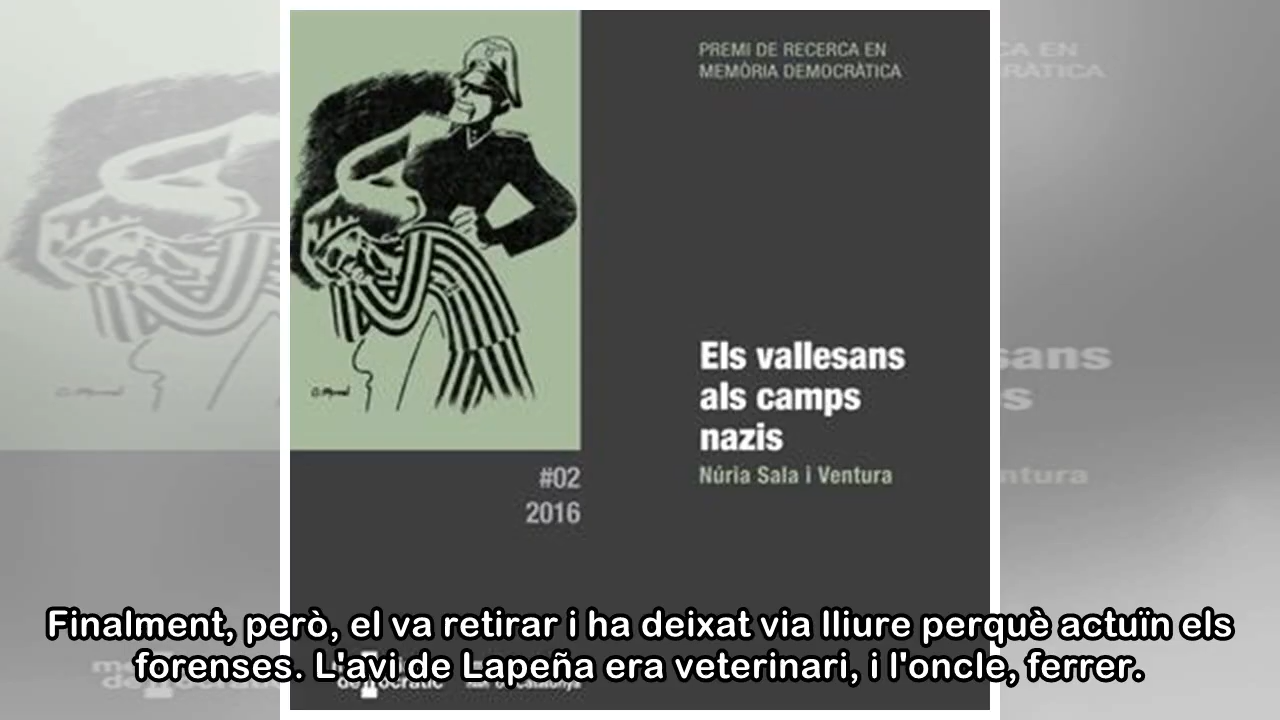 PREMI DE RECERCA EN
MEMÒRIA DEMOCRÀTICA
Els vallesans
als camps
nazis
Núria Sala i Ventura
#02
2016
Finalment, però, el va retirar i ha deixat via lliure perquè actuïn els
forenses. L'avi de Lapeña era veterinari, i l'oncle, ferrer.